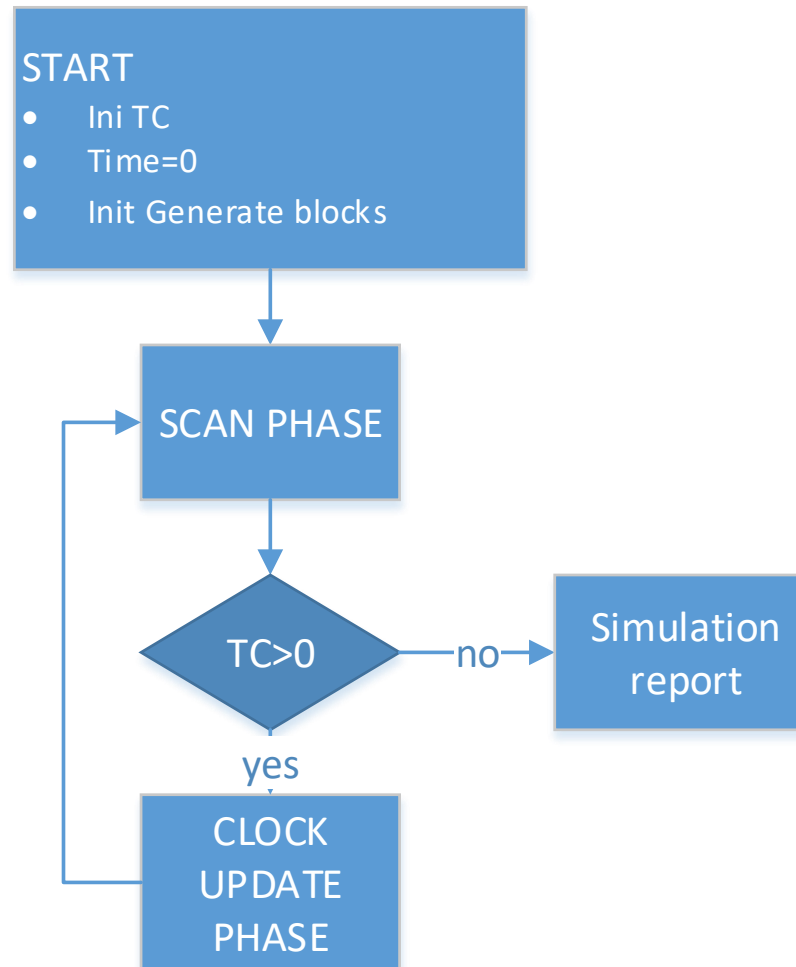 START
• Ini TC
• Time=0
• Init Generate blocks
SCAN PHASE
TC>0
no
Simulation
report
yes
CLOCK
UPDATE
PHASE